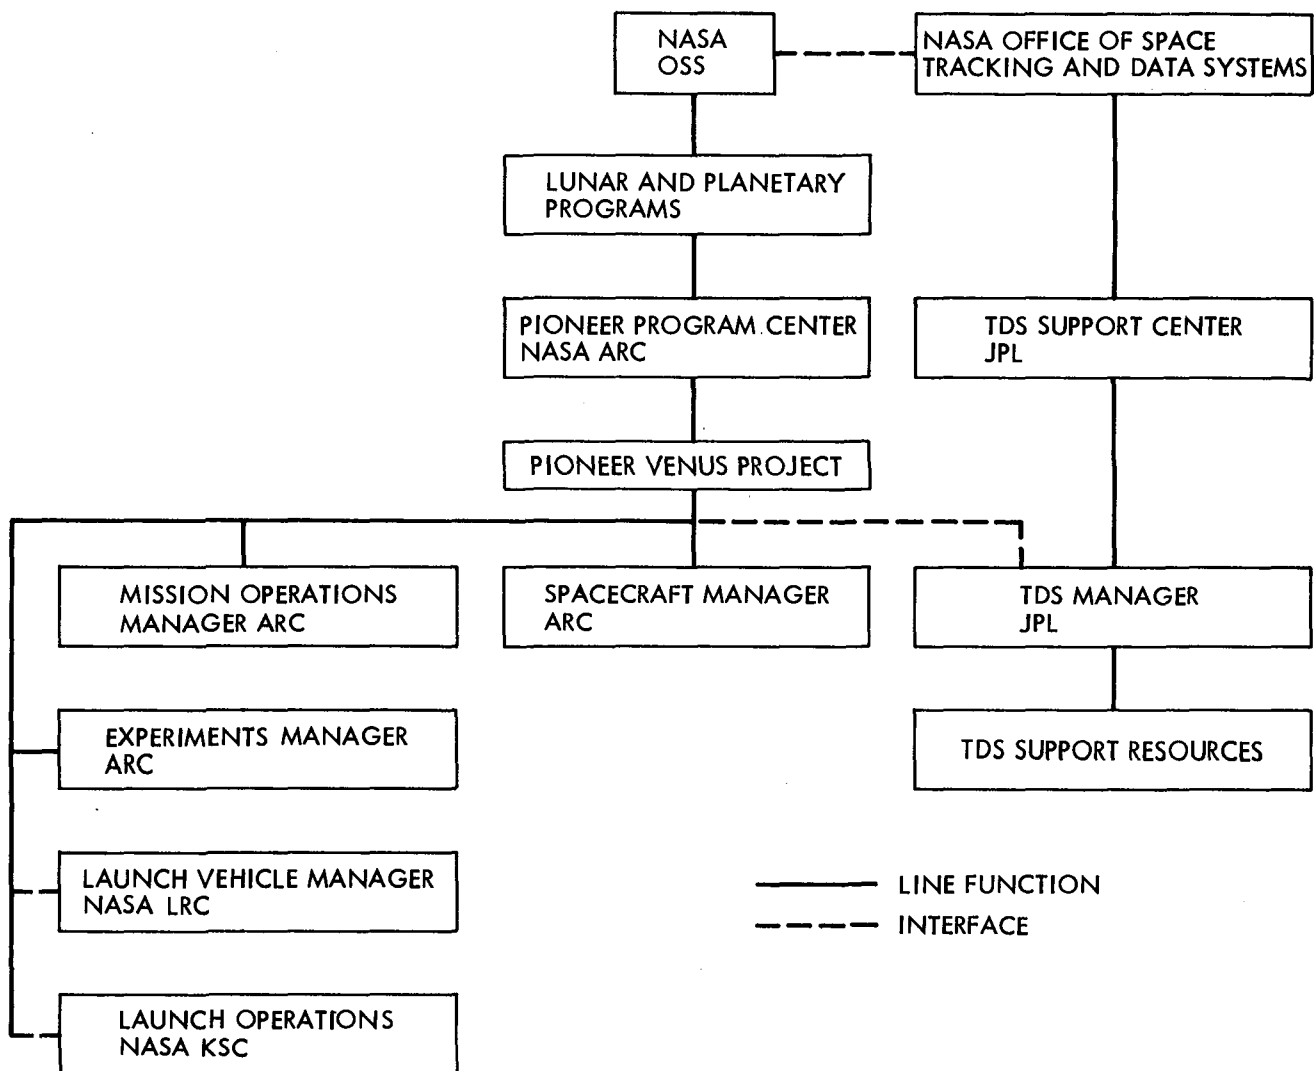 NASA
OSS
NASA OFFICE OF SPACE
TRACKING AND DATA SYSTEMS
LUNAR AND PLANETARY
PROGRAMS
PIONEER PROGRAM CENTER
NASA ARC
TDS SUPPORT CENTER
JPL
PIONEER VENUS PROJECT
MISSION OPERATIONS
MANAGER ARC
SPACECRAFT MANAGER
ARC
TDS MANAGER
JPL
EXPERIMENTS MANAGER
ARC
TDS SUPPORT RESOURCES
LAUNCH VEHICLE MANAGER
NASA LRC
LINE FUNCTION
INTERFACE
LAUNCH OPERATIONS
NASA KSC